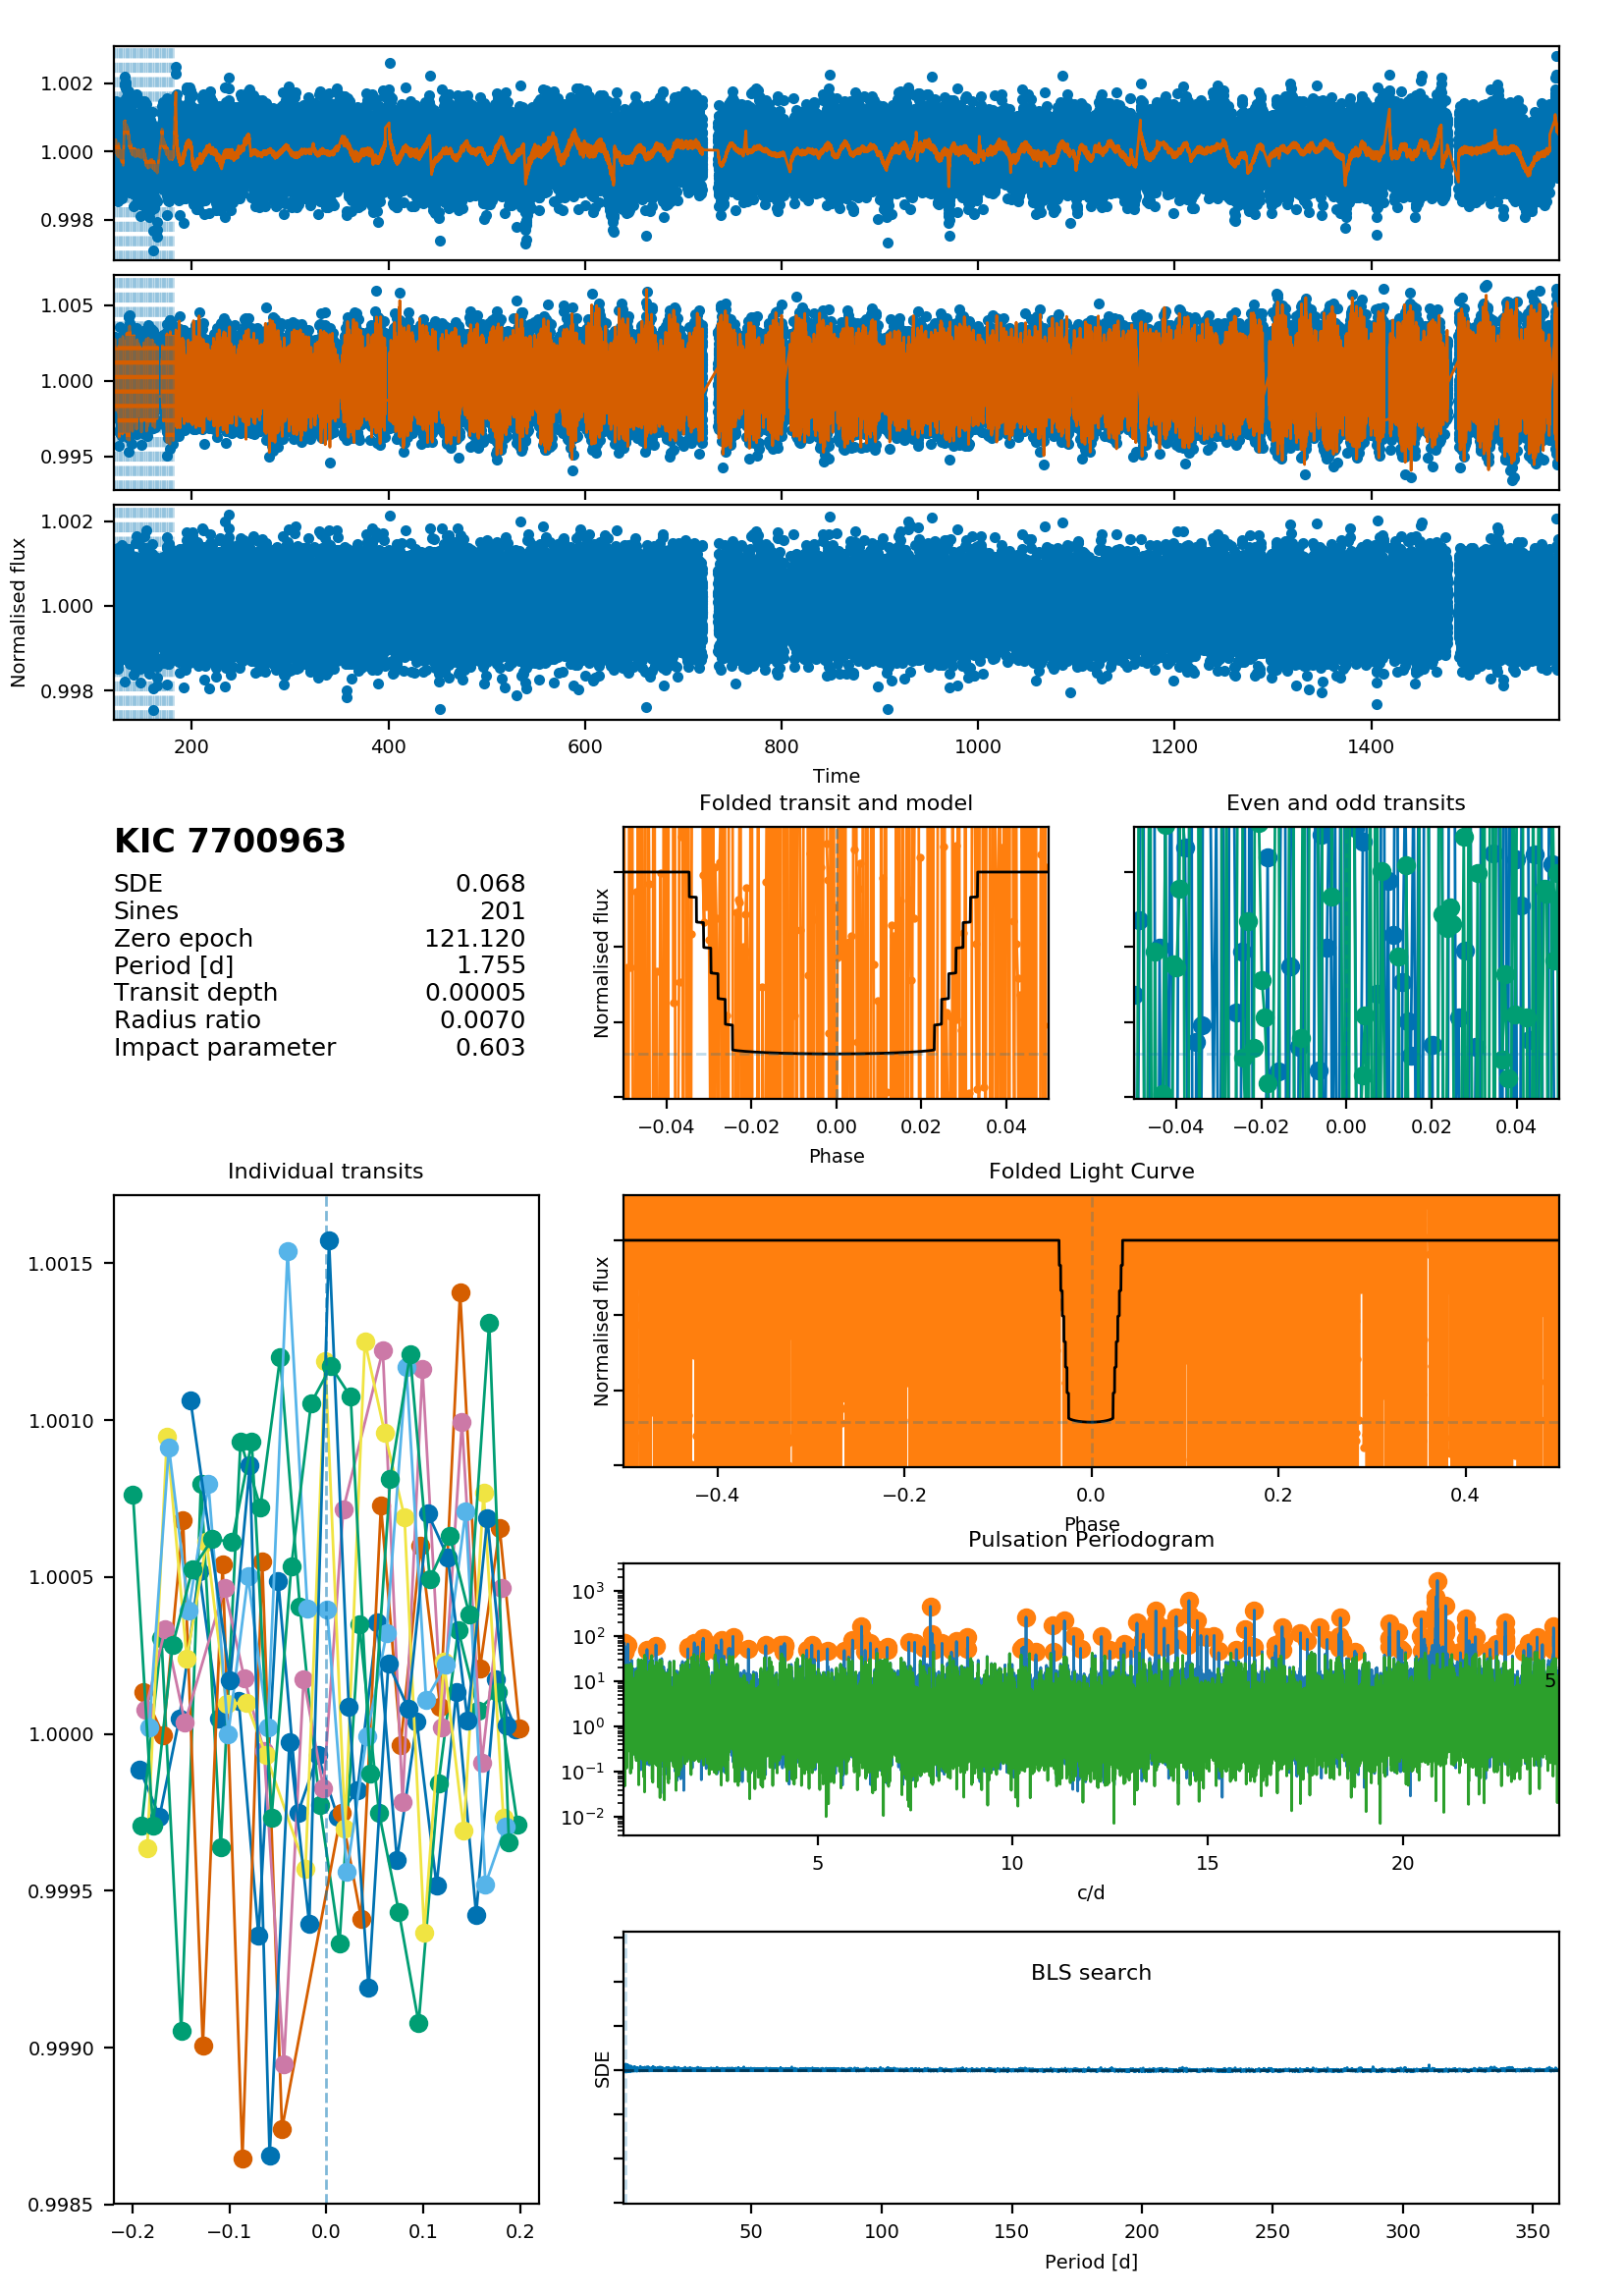 1.002
1.000
0.998
1.005
1.000
0.995
1.002
1.000
0.998
Normalised flux
200 400 600 800 1000 1200 1400
Time
KIC 7700963
SDE 0.068
Sines 201
Zero epoch 121.120
Period [d] 1.755
Transit depth 0.00005
Radius ratio 0.0070
Impact parameter 0.603
Folded transit and model
Normalised flux
−0.04 −0.02 0.00 0.02 0.04
Phase
Even and odd transits
−0.04 −0.02 0.00 0.02 0.04
Individual transits
1.0015
1.0010
1.0005
1.0000
0.9995
0.9990
0.9985
−0.2 −0.1 0.0 0.1 0.2
Folded Light Curve
Normalised flux
−0.4 −0.2 0.0 0.2 0.4
Phase
Pulsation Periodogram
10³
10²
10¹
10⁰
10⁻¹
10⁻²
5
5 10 15 20
c/d
BLS search
SDE
50 100 150 200 250 300 350
Period [d]